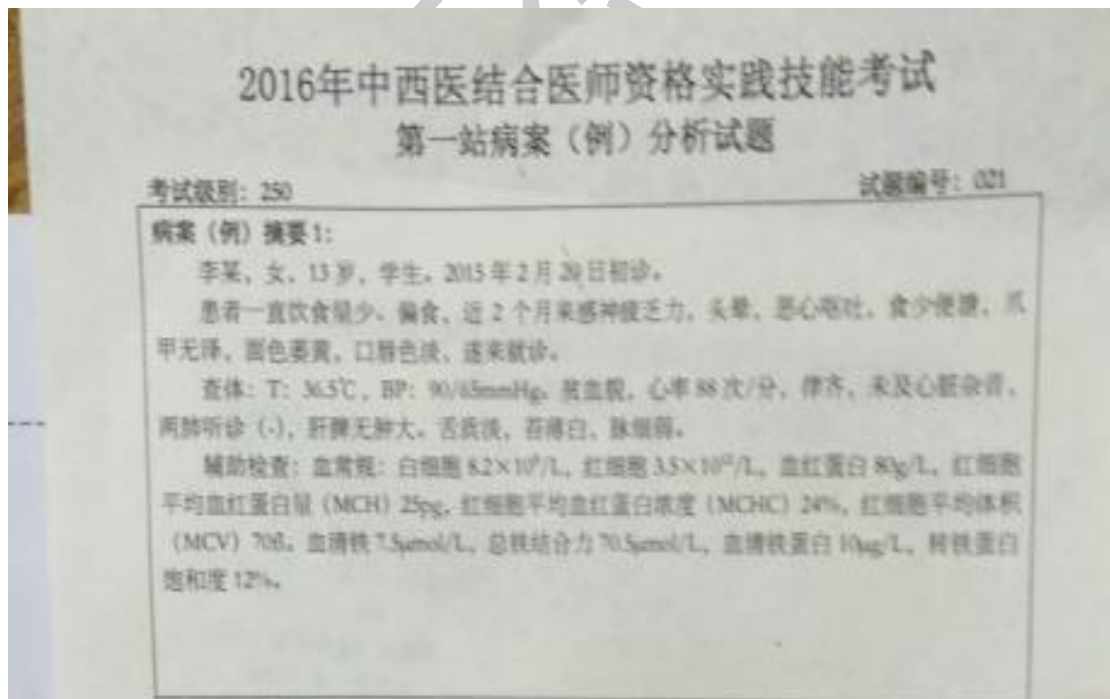 2016年中西医结合医师资格实践技能考试
第一站病案（例）分析试题
考试级别：250 试题编号：021
病案（例）摘要1：
李某，女，13岁，学生。2015年2月20日初诊。
患者一直饮食量少、偏食，近2个月来感神疲乏力，头晕，恶心呕吐，食少便溏，爪
甲无泽，面色萎黄，口唇色淡，遂来就诊。
查体：T：36.5℃，BP：90/65mmHg。贫血貌，心率88次/分，律齐，未及心脏杂音，
两肺听诊（-），肝脾无肿大。舌质淡，苔薄白，脉细弱。
辅助检查：血常规：白细胞8.2×10⁹/L，红细胞3.5×10¹²/L，血红蛋白80g/L，红细胞
平均血红蛋白量（MCH）25pg，红细胞平均血红蛋白浓度（MCHC）24%，红细胞平均体积
（MCV）70fl。血清铁7.5μmol/L，总铁结合力70.5μmol/L，血清铁蛋白10μg/L，转铁蛋白
饱和度12%。